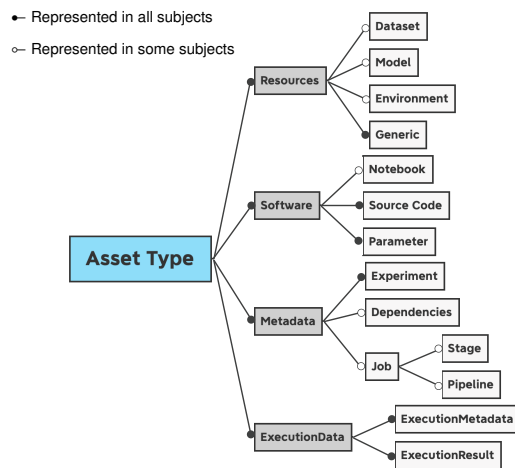 Represented in all subjects
Represented in some subjects
Dataset
Model
Resources
Environment
Generic
Notebook
Software
Source Code
Parameter
Asset Type
Experiment
Metadata
Dependencies
Job
Stage
Pipeline
ExecutionMetadata
ExecutionData
ExecutionResult